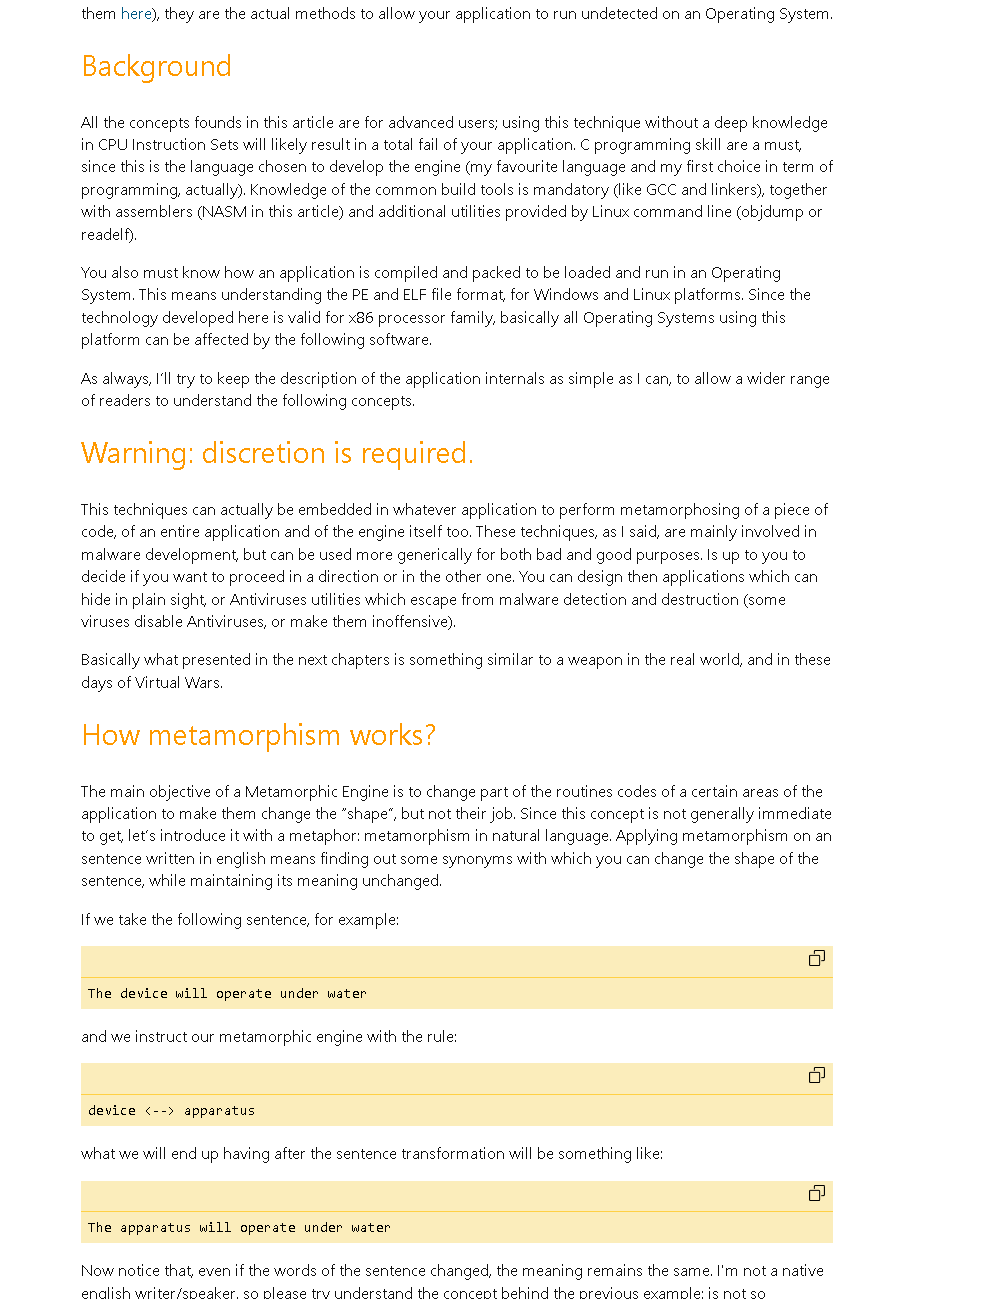 them here), they are the actual methods to allow your application to run undetected on an Operating System.
Background
All the concepts founds in this article are for advanced users; using this technique without a deep knowledge
in CPU Instruction Sets will likely result in a total fail of your application. C programming skill are a must,
since this is the language chosen to develop the engine (my favourite language and my first choice in term of
programming, actually). Knowledge of the common build tools is mandatory (like GCC and linkers), together
with assemblers (NASM in this article) and additional utilities provided by Linux command line (objdump or
readelf).
You also must know how an application is compiled and packed to be loaded and run in an Operating
System. This means understanding the PE and ELF file format, for Windows and Linux platforms. Since the
technology developed here is valid for x86 processor family, basically all Operating Systems using this
platform can be affected by the following software.
As always, I'll try to keep the description of the application internals as simple as I can, to allow a wider range
of readers to understand the following concepts.
Warning: discretion is required.
This techniques can actually be embedded in whatever application to perform metamorphosing of a piece of
code, of an entire application and of the engine itself too. These techniques, as I said, are mainly involved in
malware development, but can be used more generically for both bad and good purposes. Is up to you to
decide if you want to proceed in a direction or in the other one. You can design then applications which can
hide in plain sight, or Antiviruses utilities which escape from malware detection and destruction (some
viruses disable Antiviruses, or make them inoffensive).
Basically what presented in the next chapters is something similar to a weapon in the real world, and in these
days of Virtual Wars.
How metamorphism works?
The main objective of a Metamorphic Engine is to change part of the routines codes of a certain areas of the
application to make them change the "shape", but not their job. Since this concept is not generally immediate
to get, let's introduce it with a metaphor: metamorphism in natural language. Applying metamorphism on an
sentence written in english means finding out some synonyms with which you can change the shape of the
sentence, while maintaining its meaning unchanged.
If we take the following sentence, for example:
The device will operate under water
and we instruct our metamorphic engine with the rule:
device <--> apparatus
what we will end up having after the sentence transformation will be something like:
The apparatus will operate under water
Now notice that, even if the words of the sentence changed, the meaning remains the same. I'm not a native
english writer/speaker, so please try understand the concept behind the previous example; is not so